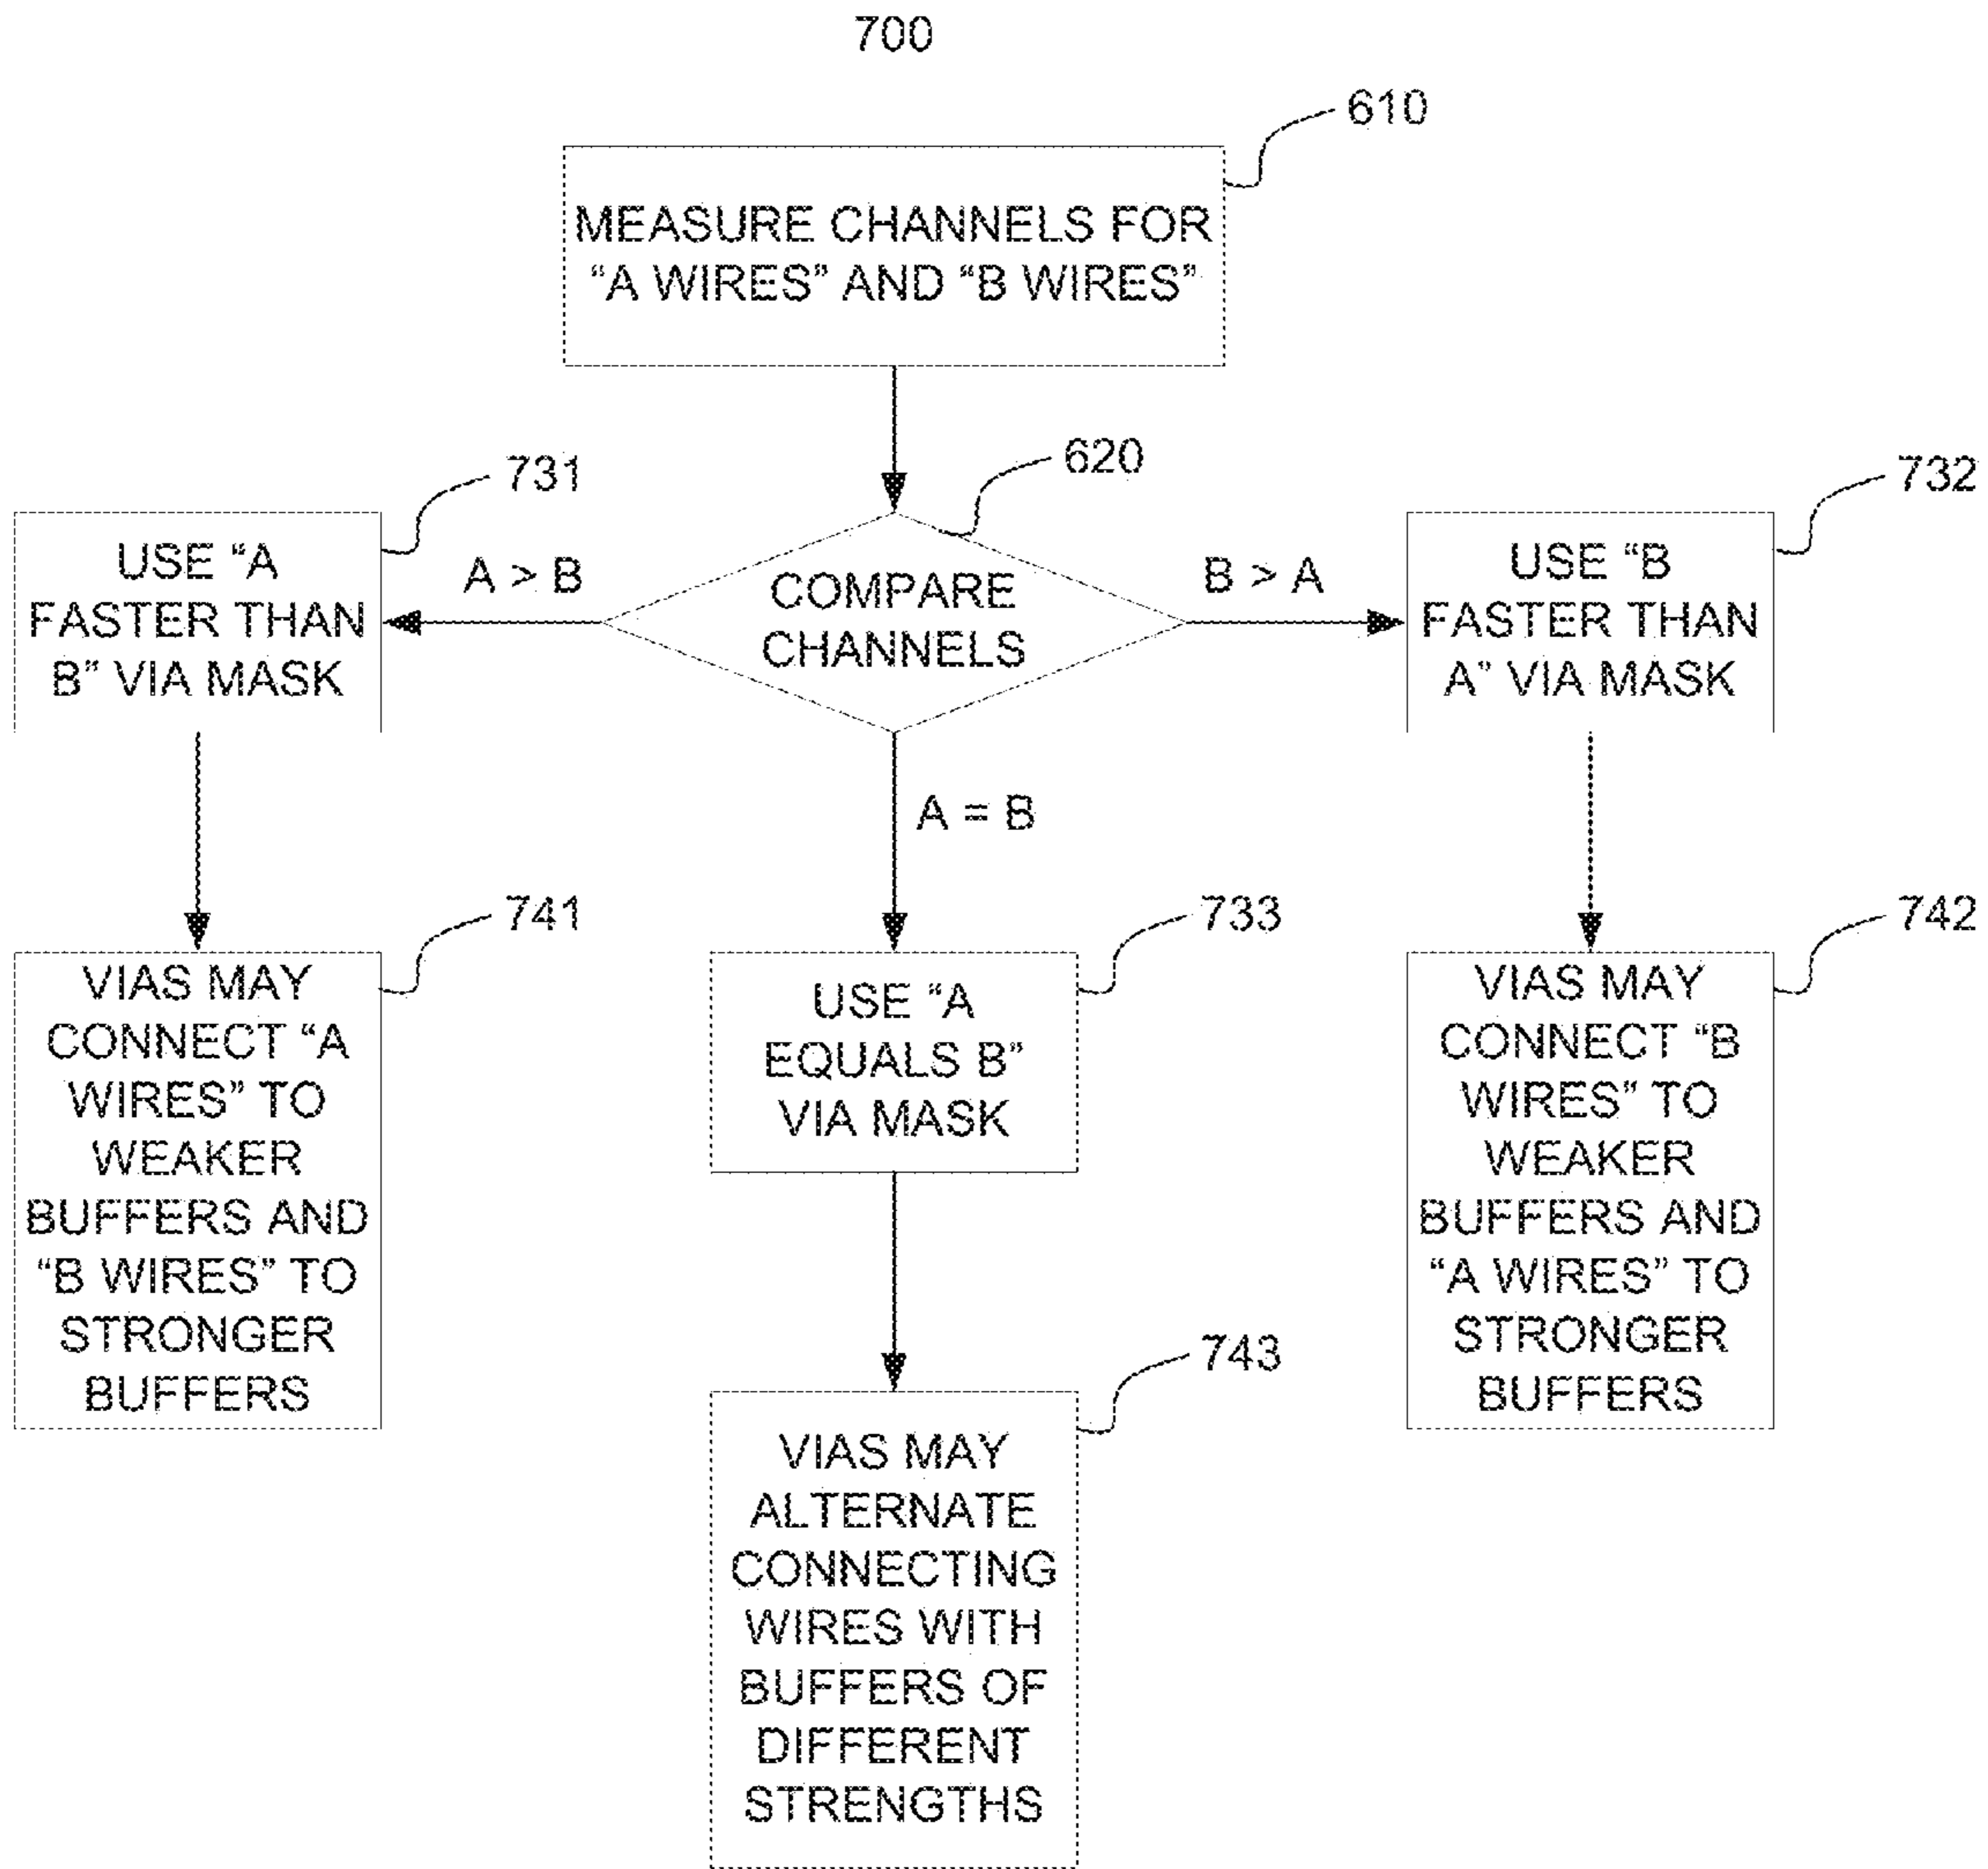 700
610
MEASURE CHANNELS FOR
“A WIRES” AND “B WIRES”
620
COMPARE
CHANNELS
A > B
B > A
A = B
731
USE “A
FASTER THAN
B” VIA MASK
732
USE “B
FASTER THAN
A” VIA MASK
741
VIAS MAY
CONNECT “A
WIRES” TO
WEAKER
BUFFERS AND
“B WIRES” TO
STRONGER
BUFFERS
733
USE “A
EQUALS B”
VIA MASK
742
VIAS MAY
CONNECT “B
WIRES” TO
WEAKER
BUFFERS AND
“A WIRES” TO
STRONGER
BUFFERS
743
VIAS MAY
ALTERNATE
CONNECTING
WIRES WITH
BUFFERS OF
DIFFERENT
STRENGTHS